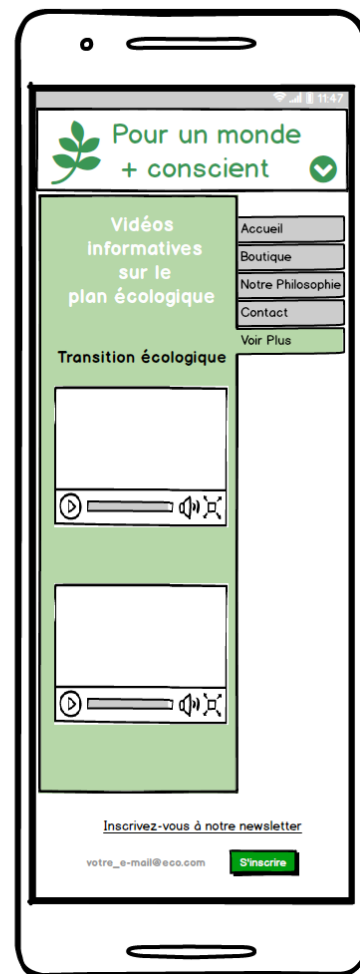 11:47
Pour un monde
+ conscient
Vidéos
informatives
sur le
plan écologique
Transition écologique
Accueil
Boutique
Notre Philosophie
Contact
Voir Plus
Inscrivez-vous à notre newsletter
votre_e-mail@eco.com
S'inscrire